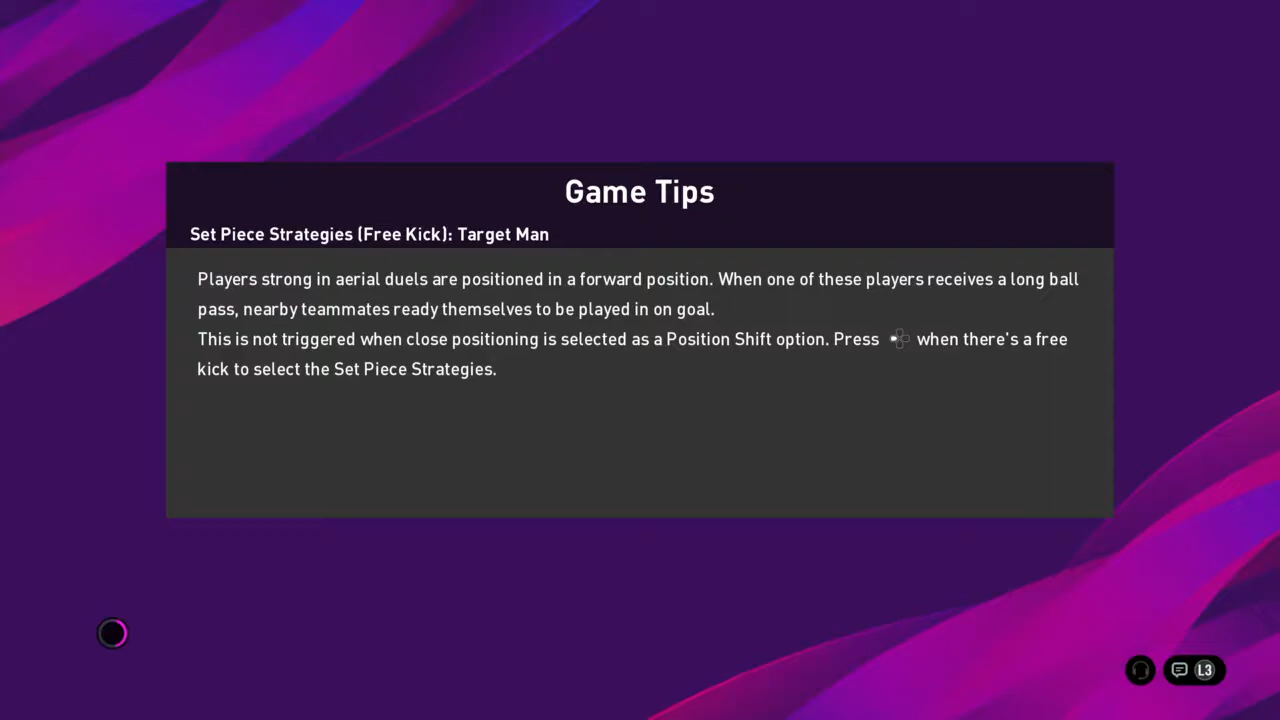 Game Tips
Set Piece Strategies (Free Kick): Target Man
Players strong in aerial duels are positioned in a forward position. When one of these players receives a long ball
pass, nearby teammates ready themselves to be played in on goal.
This is not triggered when close positioning is selected as a Position Shift option. Press when there's a free
kick to select the Set Piece Strategies.
L3